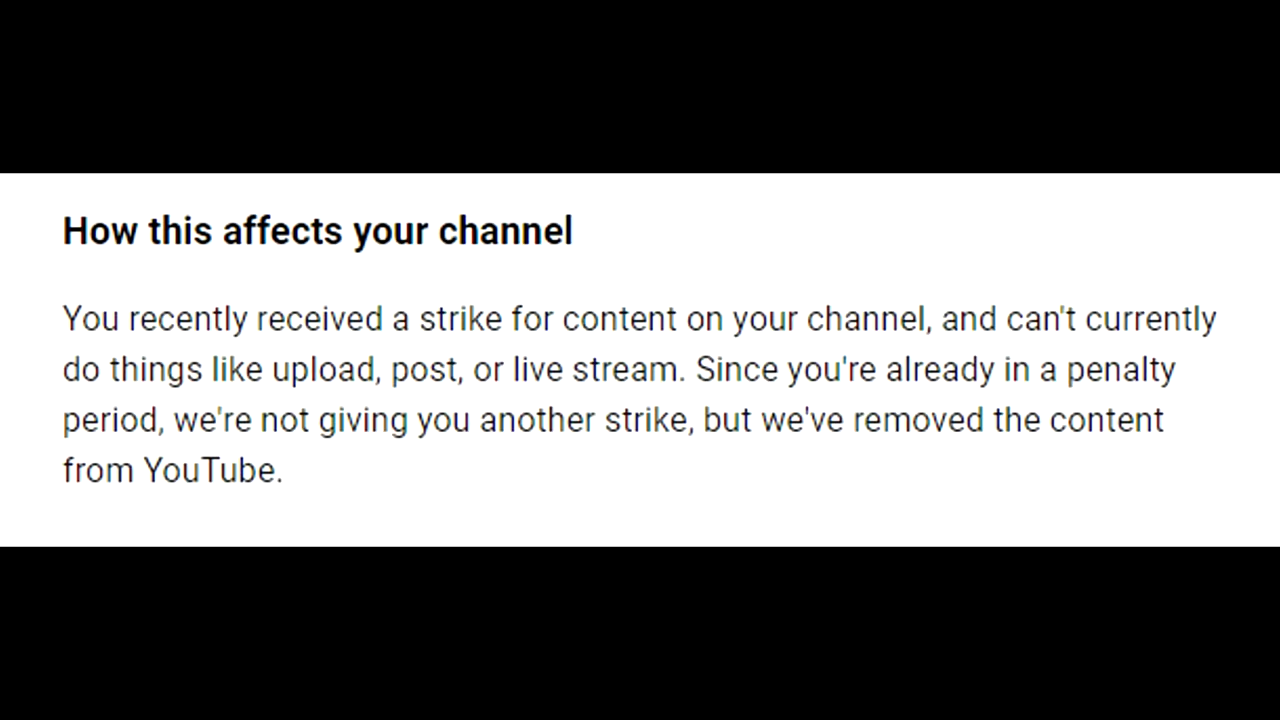 How this affects your channel
You recently received a strike for content on your channel, and can't currently
do things like upload, post, or live stream. Since you're already in a penalty
period, we're not giving you another strike, but we've removed the content
from YouTube.